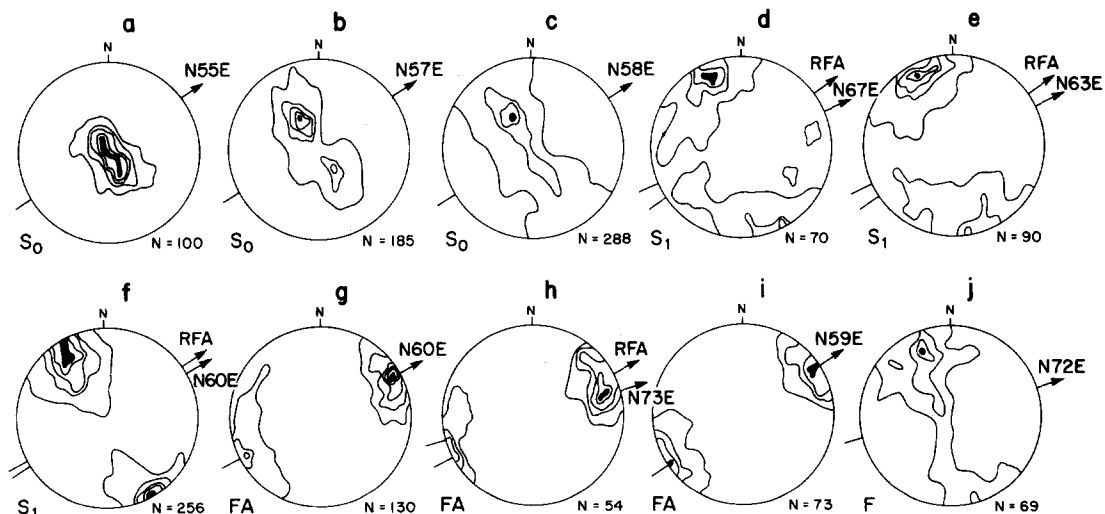 a b c d e
N N N N N
N55E N57E N58E RFA RFA
N67E N63E
S0 N = 100 S0 N = 185 S0 N = 288 S1 N = 70 S1 N = 90
f g h i j
N N N N N
RFA N60E RFA N59E N72E
N60E N73E
S1 N = 256 FA N = 130 FA N = 54 FA N = 73 F N = 69